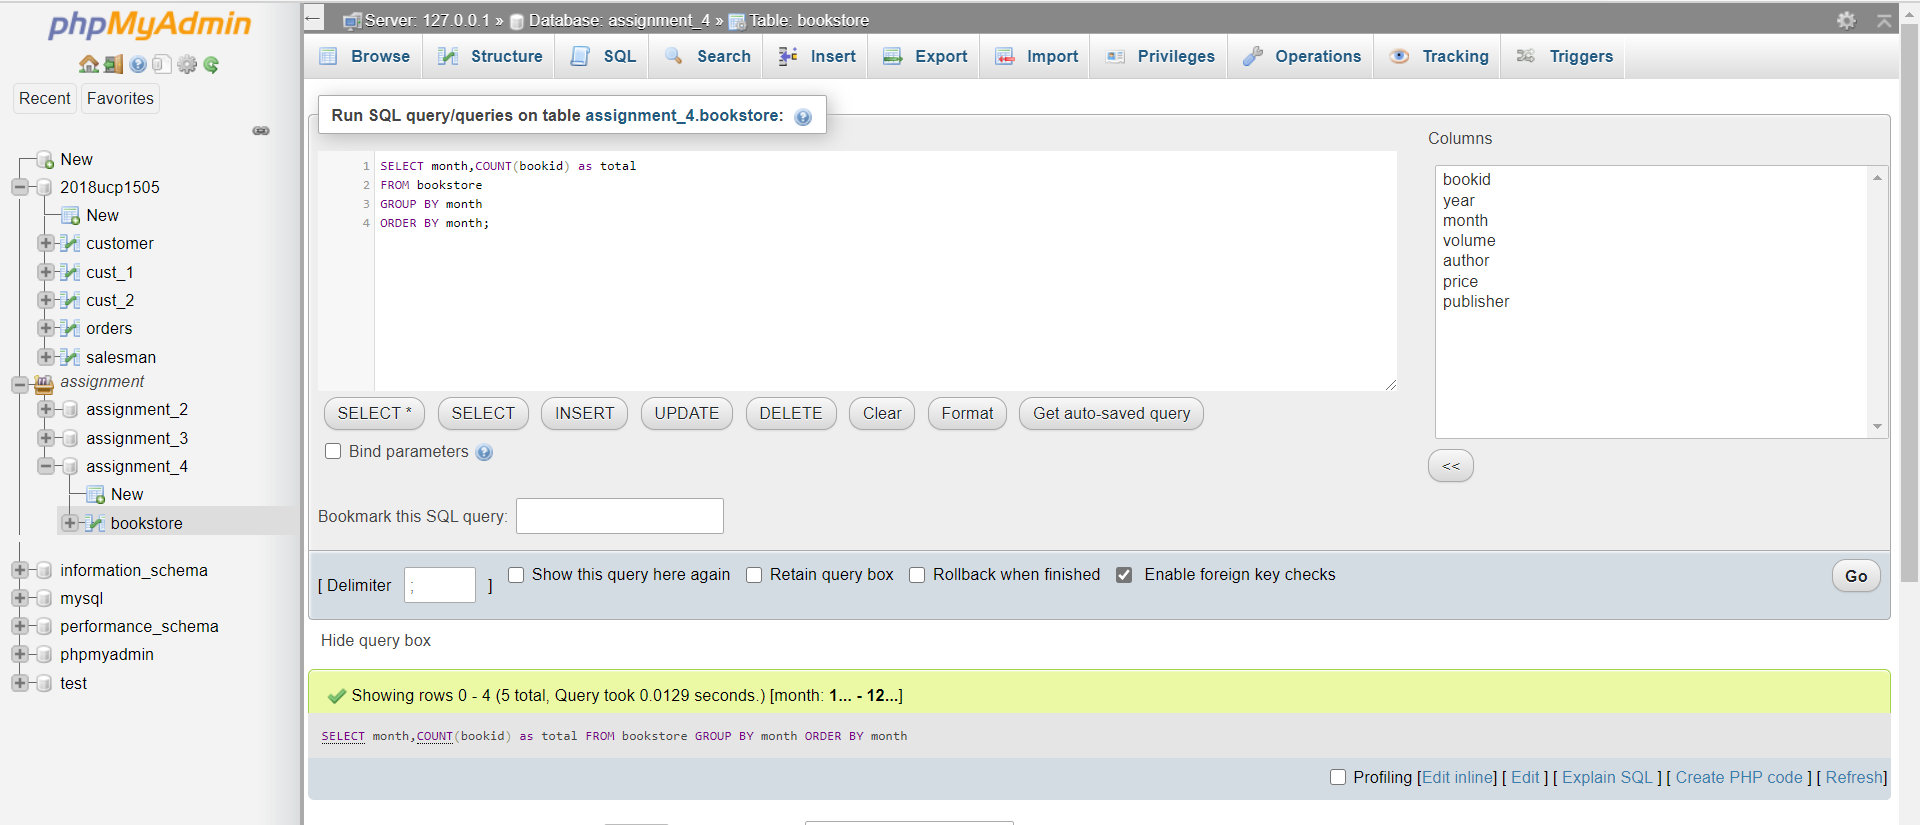 phpMyAdmin
Recent Favorites
New
2018ucp1505
New
customer
cust_1
cust_2
orders
salesman
assignment
assignment_2
assignment_3
assignment_4
New
bookstore
information_schema
mysql
performance_schema
phpmyadmin
test
Server: 127.0.0.1 » Database: assignment_4 » Table: bookstore
Browse Structure SQL Search Insert Export Import Privileges Operations Tracking Triggers
Run SQL query/queries on table assignment_4.bookstore:
1 SELECT month,COUNT(bookid) as total
2 FROM bookstore
3 GROUP BY month
4 ORDER BY month;
Columns
bookid
year
month
volume
author
price
publisher
<<
SELECT * SELECT INSERT UPDATE DELETE Clear Format Get auto-saved query
Bind parameters
Bookmark this SQL query:
[ Delimiter ; ] Show this query here again Retain query box Rollback when finished Enable foreign key checks Go
Hide query box
Showing rows 0 - 4 (5 total, Query took 0.0129 seconds.) [month: 1... - 12...]
SELECT month,COUNT(bookid) as total FROM bookstore GROUP BY month ORDER BY month
Profiling [Edit inline] [ Edit ] [ Explain SQL ] [ Create PHP code ] [ Refresh]